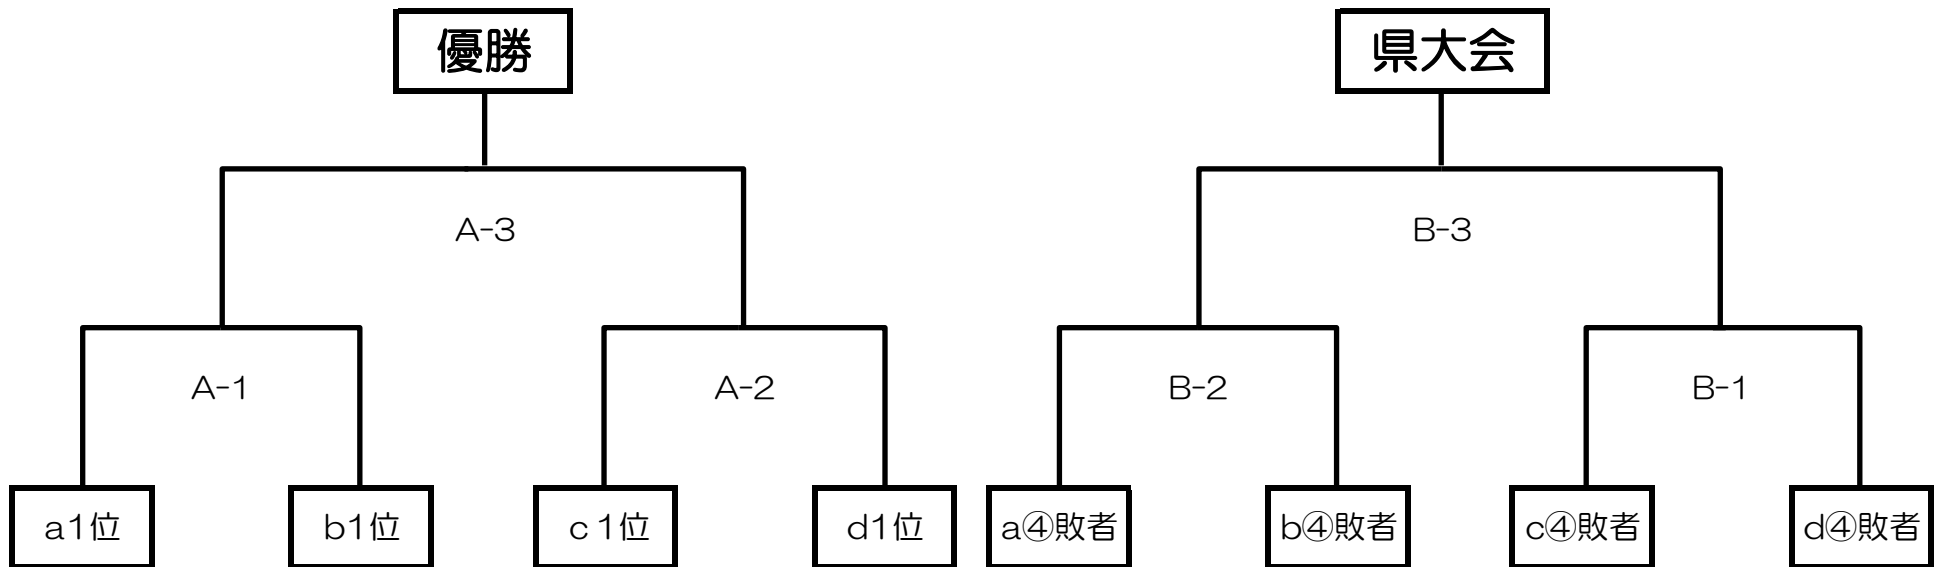 優勝
県大会
A-3
B-3
A-1
A-2
B-2
B-1
a1位
b1位
c1位
d1位
a④敗者
b④敗者
c④敗者
d④敗者